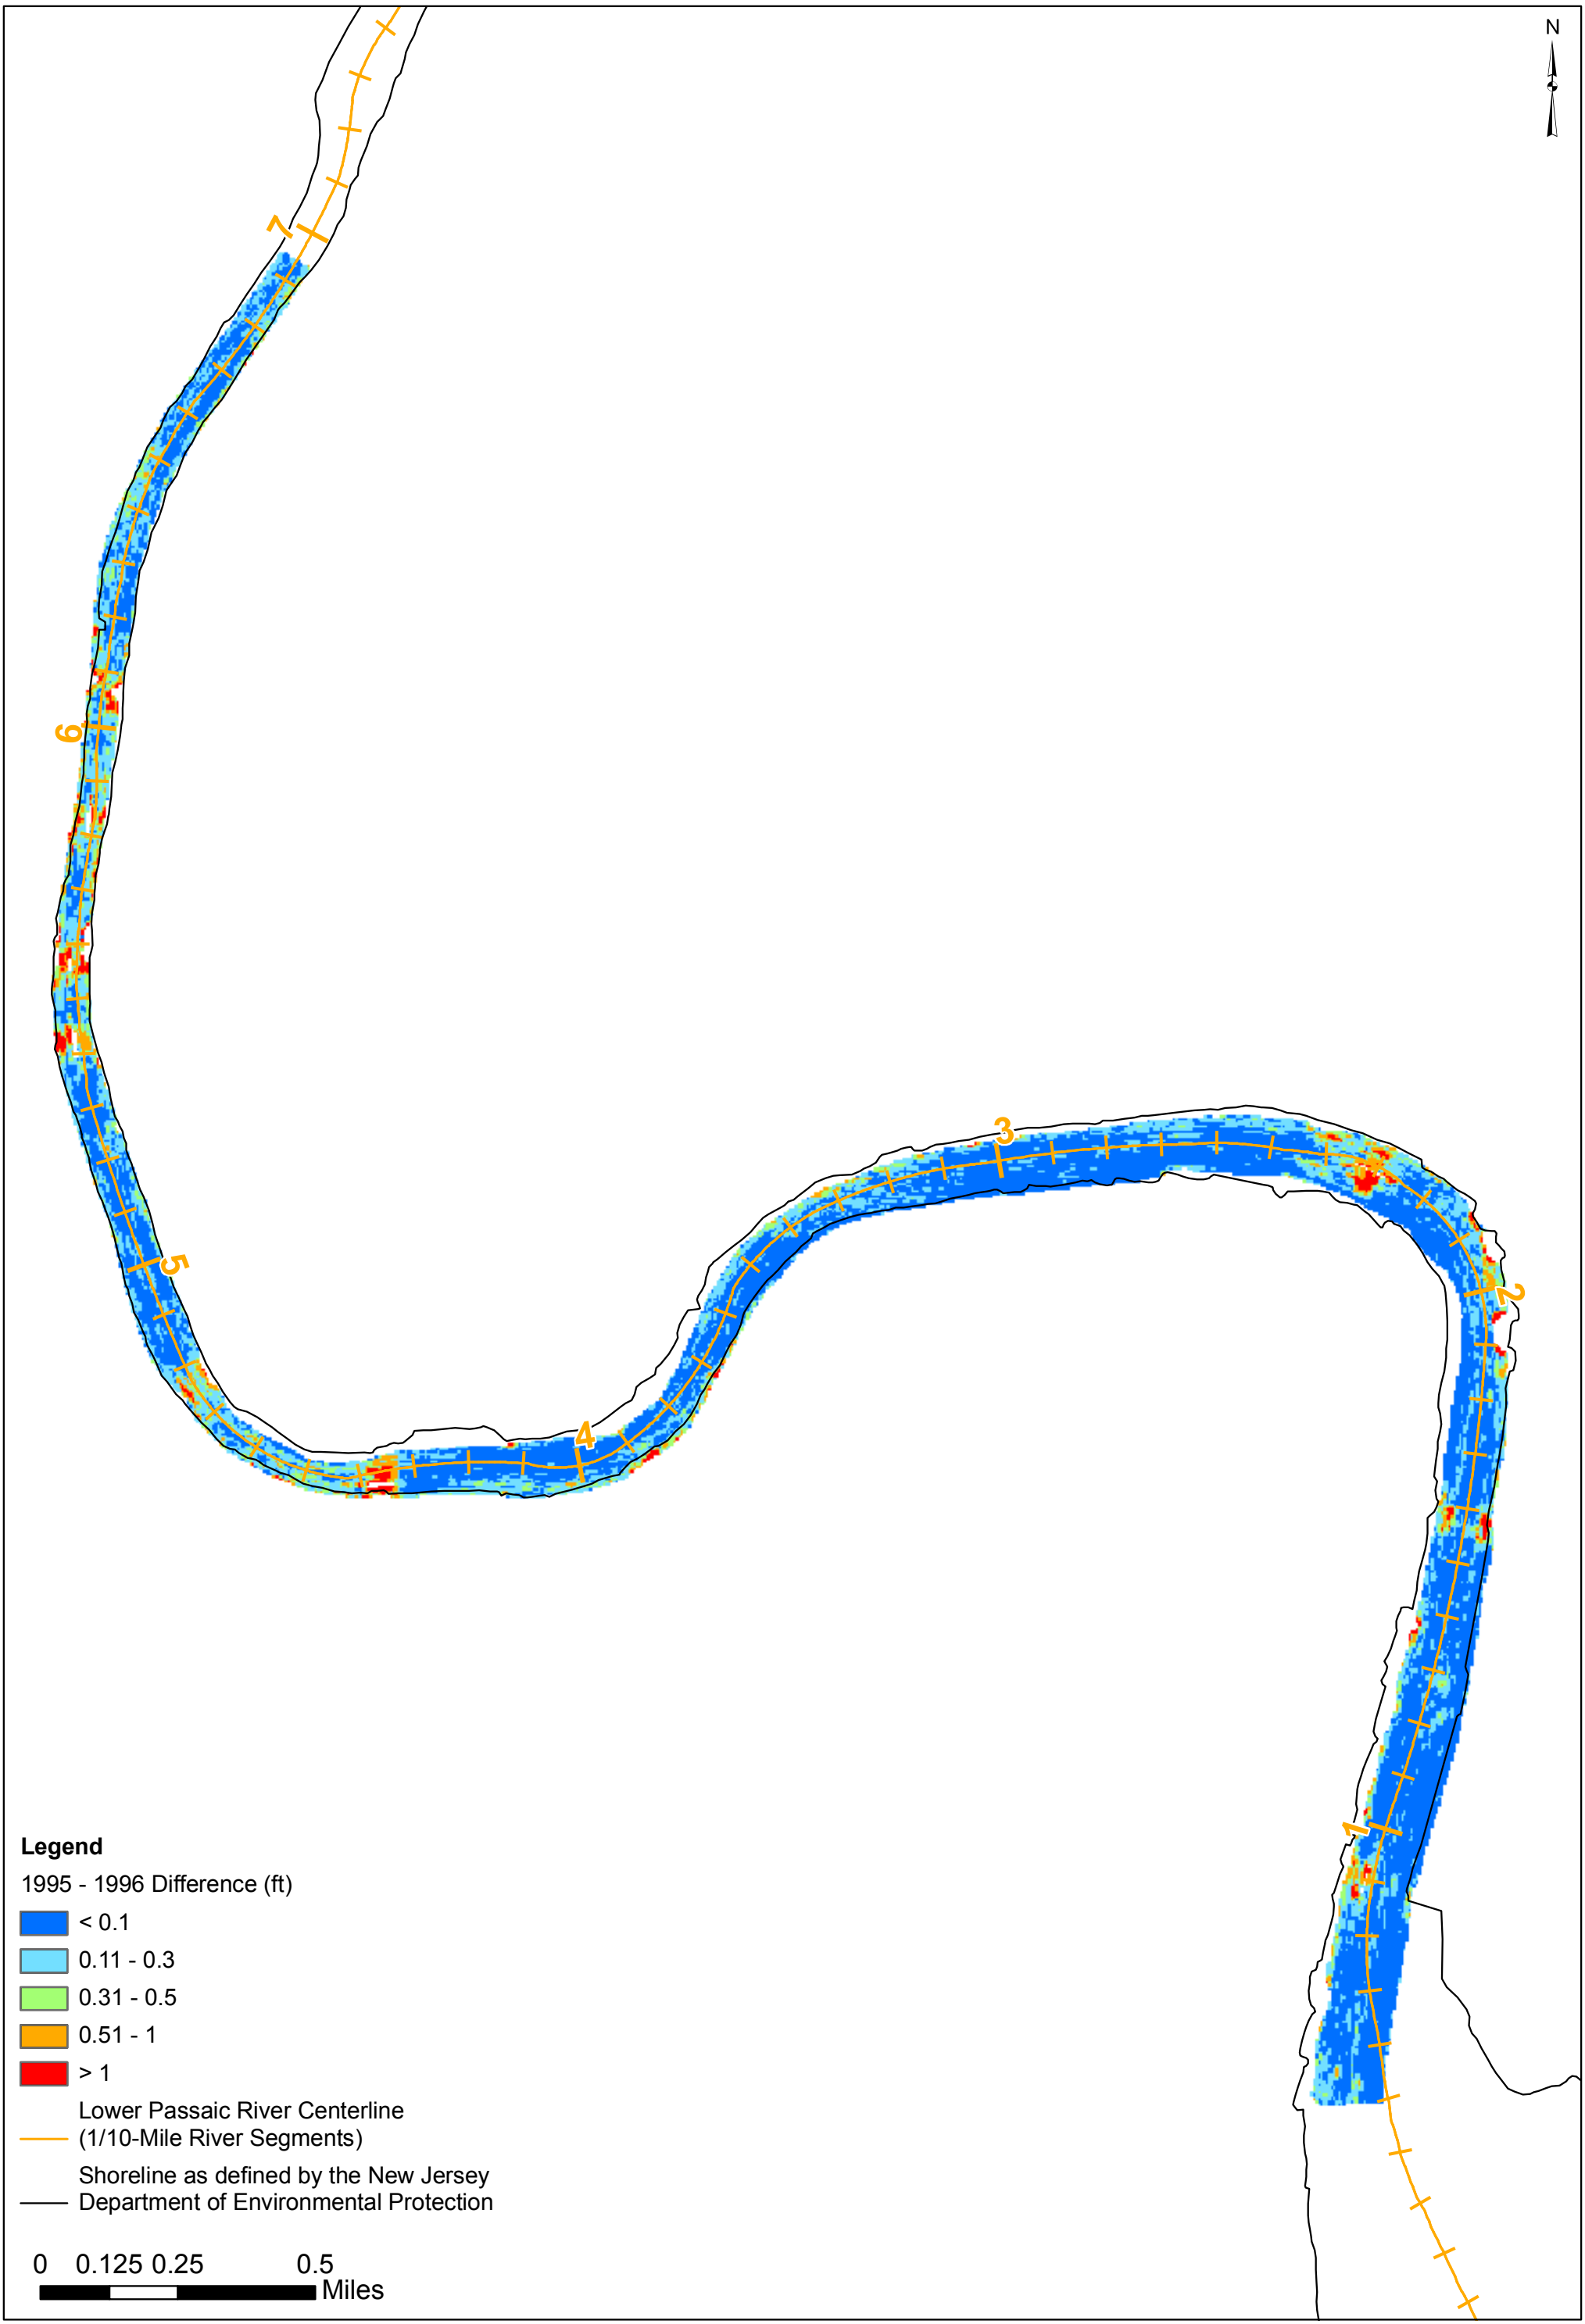 N
7
6
3
2
5
4
1
Legend
1995 - 1996 Difference (ft)
< 0.1
0.11 - 0.3
0.31 - 0.5
0.51 - 1
> 1
Lower Passaic River Centerline
(1/10-Mile River Segments)
Shoreline as defined by the New Jersey
Department of Environmental Protection
0 0.125 0.25 0.5
Miles